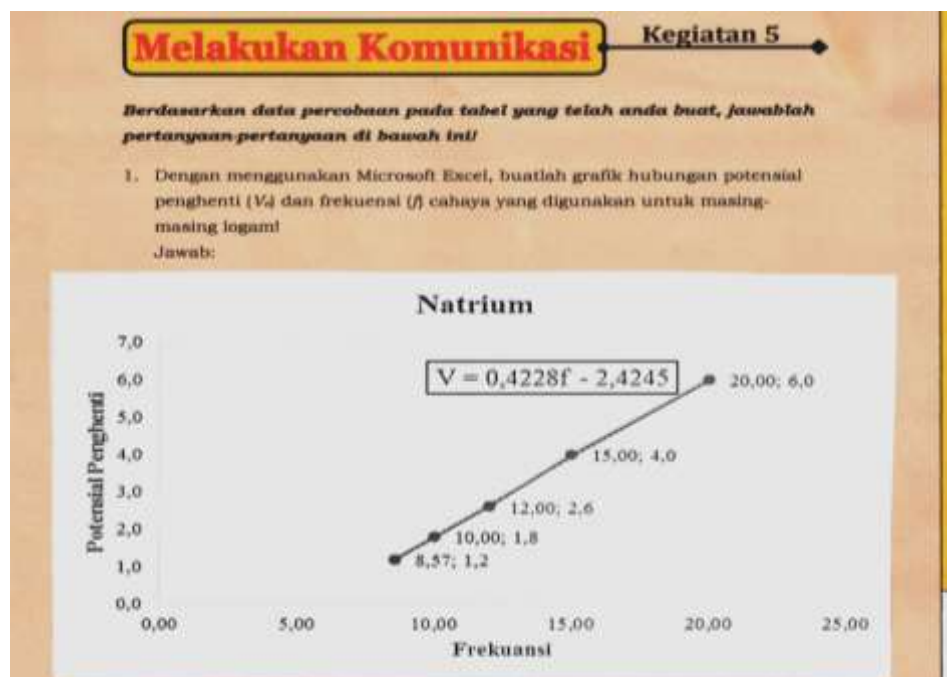 Melakukan Komunikasi
Kegiatan 5
Berdasarkan data percobaan pada tabel yang telah anda buat, jawablah
pertanyaan-pertanyaan di bawah ini!
1. Dengan menggunakan Microsoft Excel, buatlah grafik hubungan potensial
penghenti (V₀) dan frekuensi (f) cahaya yang digunakan untuk masing-
masing logam!
Jawab:
Natrium
7,0
V = 0,4228f - 2,4245
6,0
20,00; 6,0
5,0
4,0
15,00; 4,0
3,0
12,00; 2,6
2,0
10,00; 1,8
1,0
8,57; 1,2
0,0
Potensial Penghenti
0,00 5,00 10,00 15,00 20,00 25,00
Frekuansi